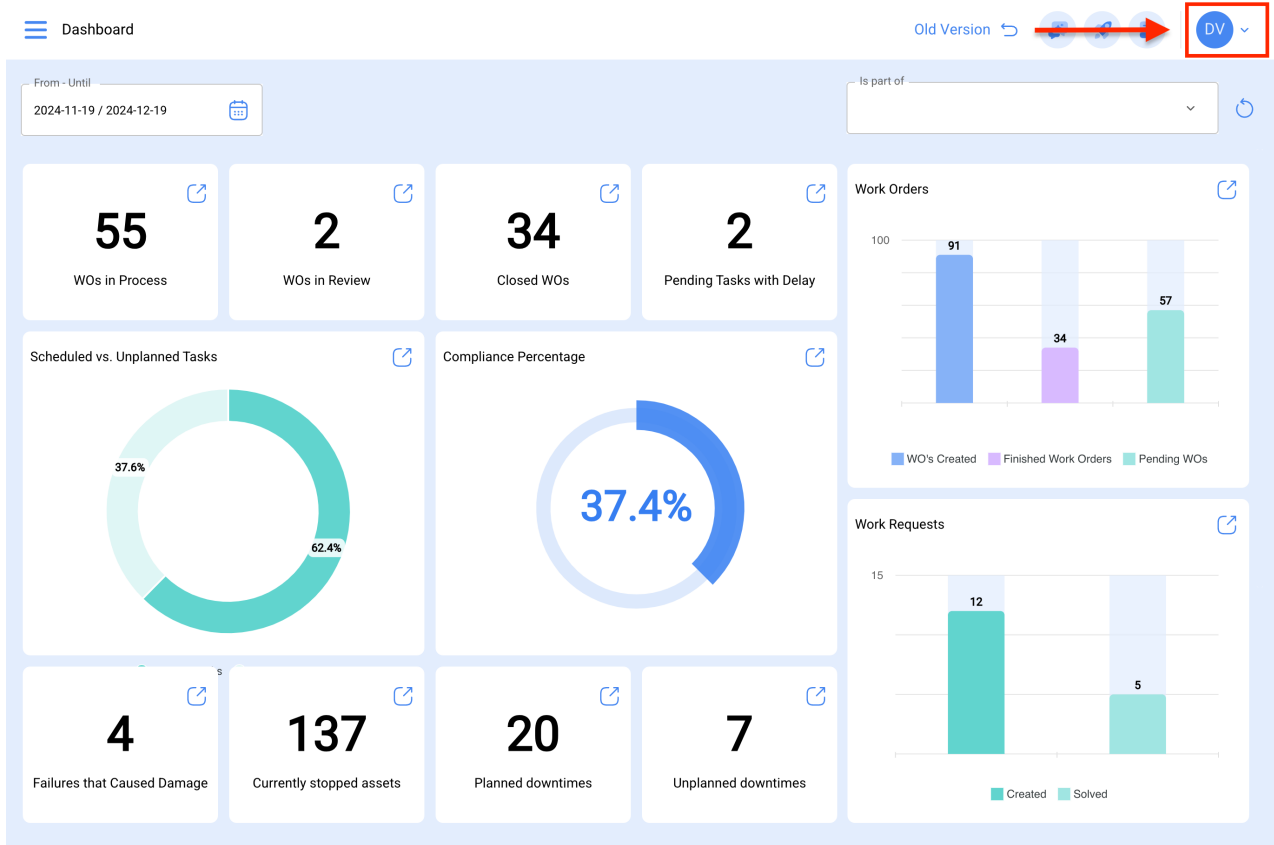 Dashboard
Old Version
DV
From - Until
2024-11-19 / 2024-12-19
Is part of
55
WOs in Process
2
WOs in Review
34
Closed WOs
2
Pending Tasks with Delay
Work Orders
100
91
34
57
WO's Created
Finished Work Orders
Pending WOs
Scheduled vs. Unplanned Tasks
37.6%
62.4%
Compliance Percentage
37.4%
Work Requests
15
12
5
Created
Solved
4
Failures that Caused Damage
137
Currently stopped assets
20
Planned downtimes
7
Unplanned downtimes